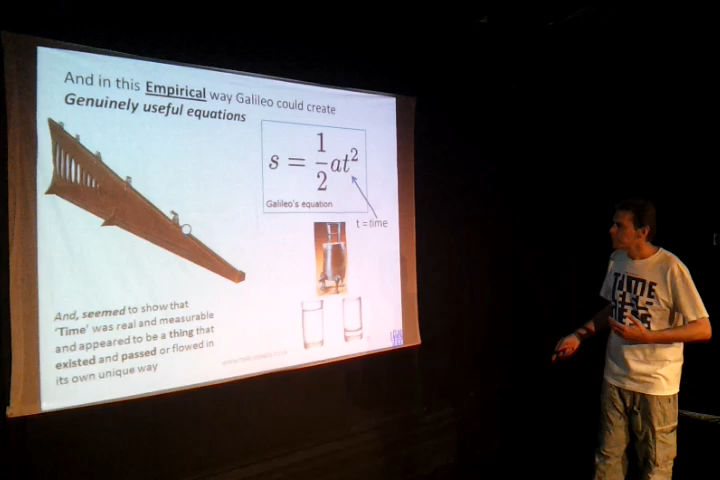 And in this Empirical way Galileo could create
Genuinely useful equations
s = 1/2 at²
Galileo's equation
t = time
And, seemed to show that
'Time' was real and measurable
and appeared to be a thing that
existed and passed or flowed in
its own unique way